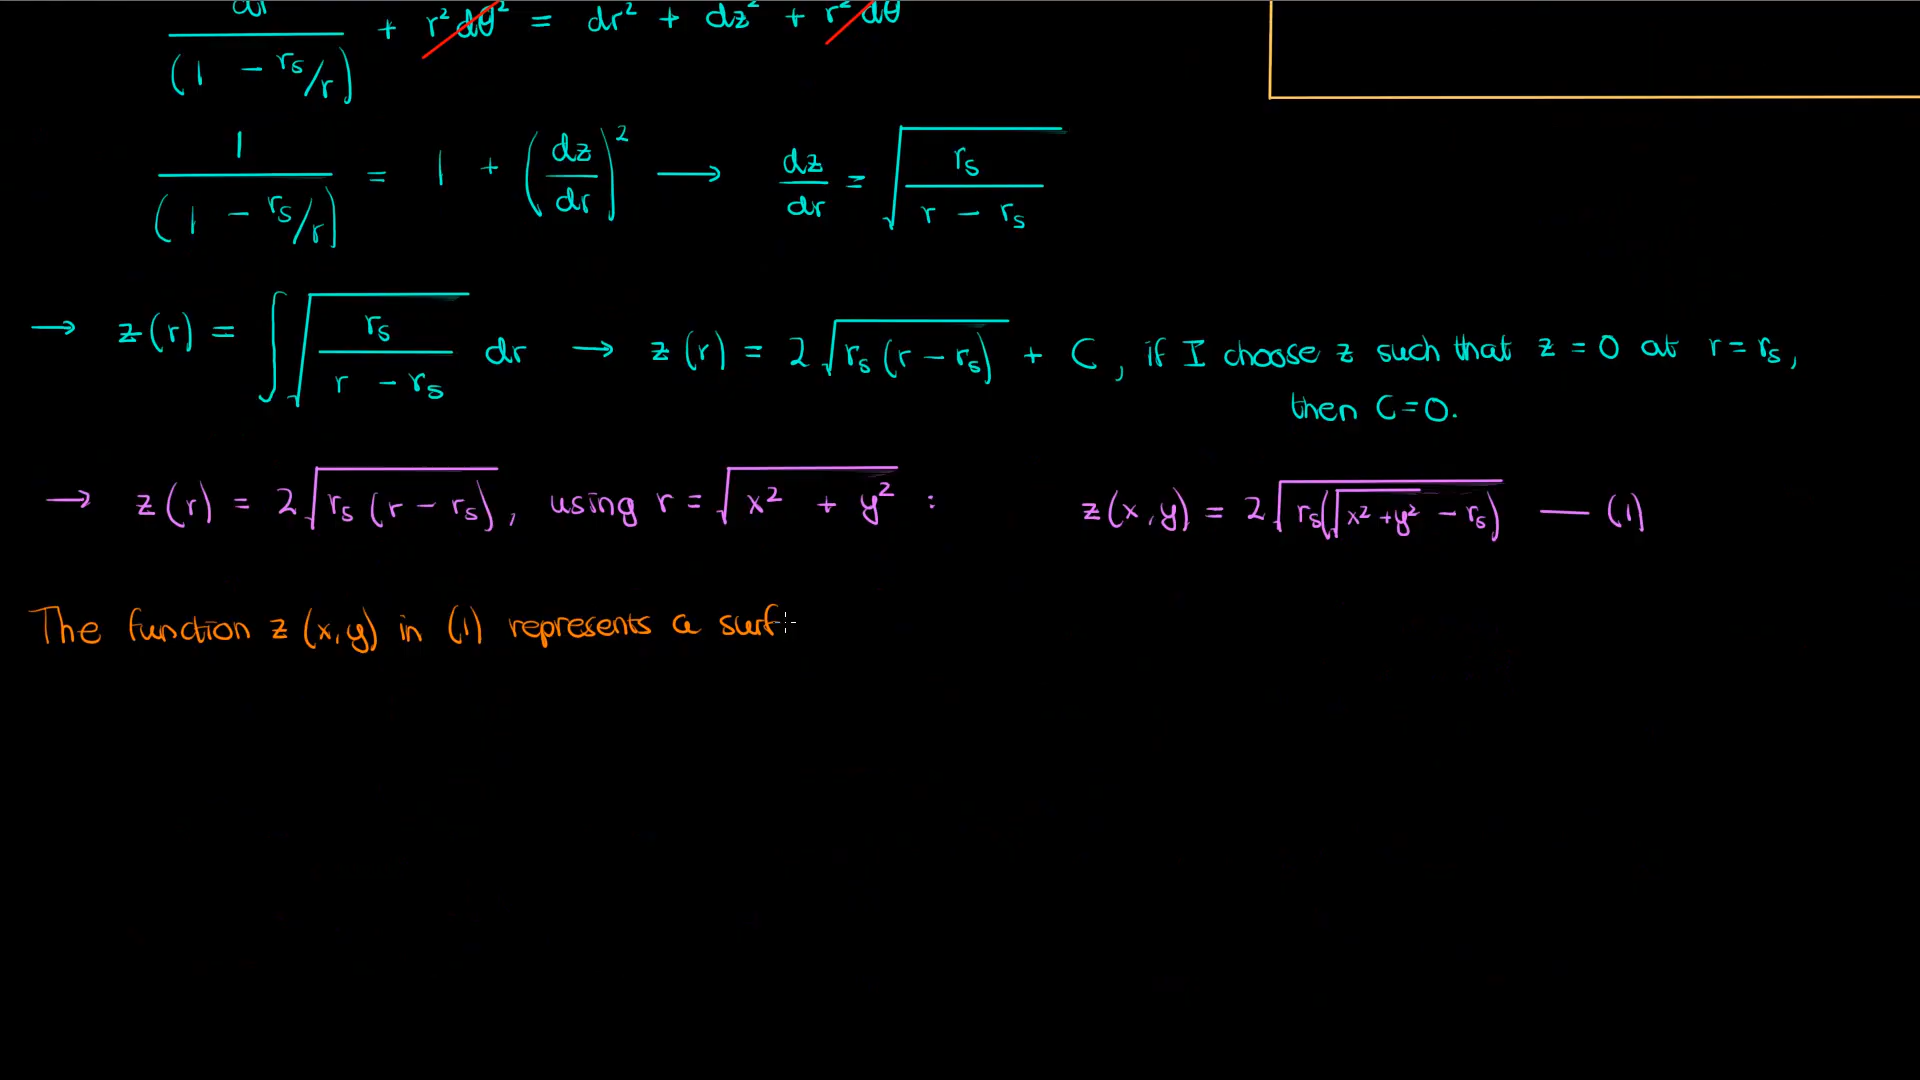 dr / (1 - rs/r) + r² dθ² = dr² + dz² + r² dθ
1 / (1 - rs/r) = 1 + (dz/dr)² ⟶ dz/dr = √(rs / (r - rs))
→ z(r) = ∫ √(rs / (r - rs)) dr → z(r) = 2√(rs(r - rs)) + C, if I choose z such that z = 0 at r = rs,
then C = 0.
→ z(r) = 2√(rs(r - rs)), using r = √(x² + y²) : z(x,y) = 2√(rs(√(x² + y²) - rs)) — (1)
The function z(x,y) in (1) represents a surf